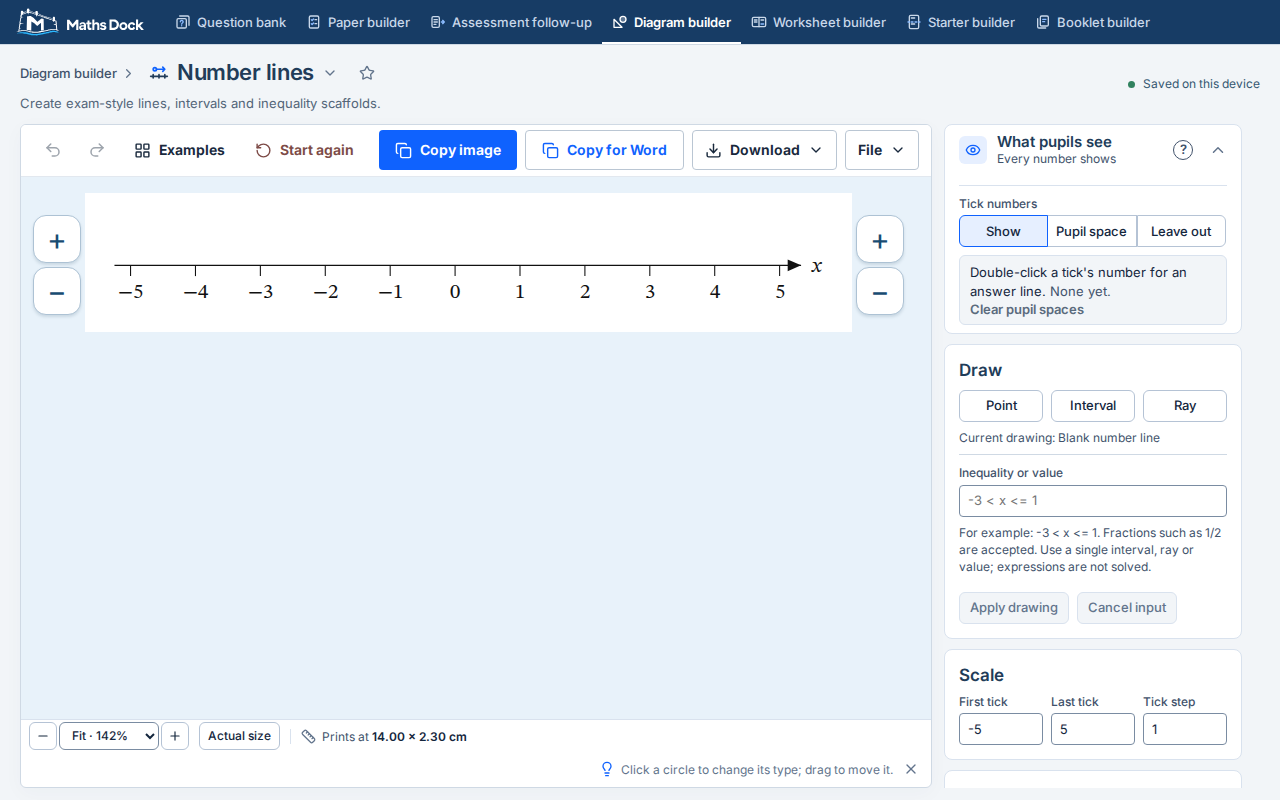 Maths Dock
Question bank
Paper builder
Assessment follow-up
Diagram builder
Worksheet builder
Starter builder
Booklet builder
Diagram builder
Number lines
Create exam-style lines, intervals and inequality scaffolds.
Saved on this device
Examples
Start again
Copy image
Copy for Word
Download
File
+
−
+
−
−5 −4 −3 −2 −1 0 1 2 3 4 5 x
−
Fit · 142%
+
Actual size
Prints at 14.00 × 2.30 cm
Click a circle to change its type; drag to move it.
What pupils see
Every number shows
?
Tick numbers
Show
Pupil space
Leave out
Double-click a tick's number for an
answer line. None yet.
Clear pupil spaces
Draw
Point
Interval
Ray
Current drawing: Blank number line
Inequality or value
-3 < x <= 1
For example: -3 < x <= 1. Fractions such as 1/2
are accepted. Use a single interval, ray or
value; expressions are not solved.
Apply drawing
Cancel input
Scale
First tick
Last tick
Tick step
-5
5
1